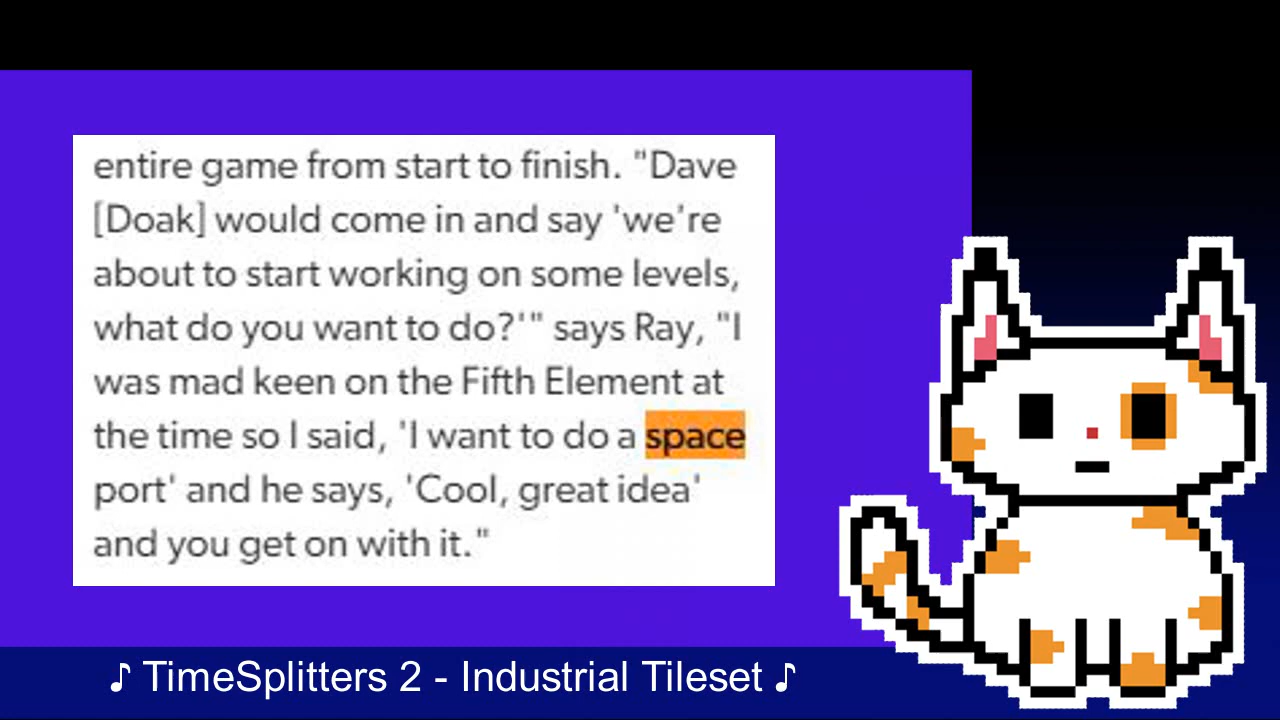 entire game from start to finish. "Dave
[Doak] would come in and say 'we're
about to start working on some levels,
what do you want to do?'" says Ray, "I
was mad keen on the Fifth Element at
the time so I said, 'I want to do a space
port' and he says, 'Cool, great idea'
and you get on with it."
♪ TimeSplitters 2 - Industrial Tileset ♪